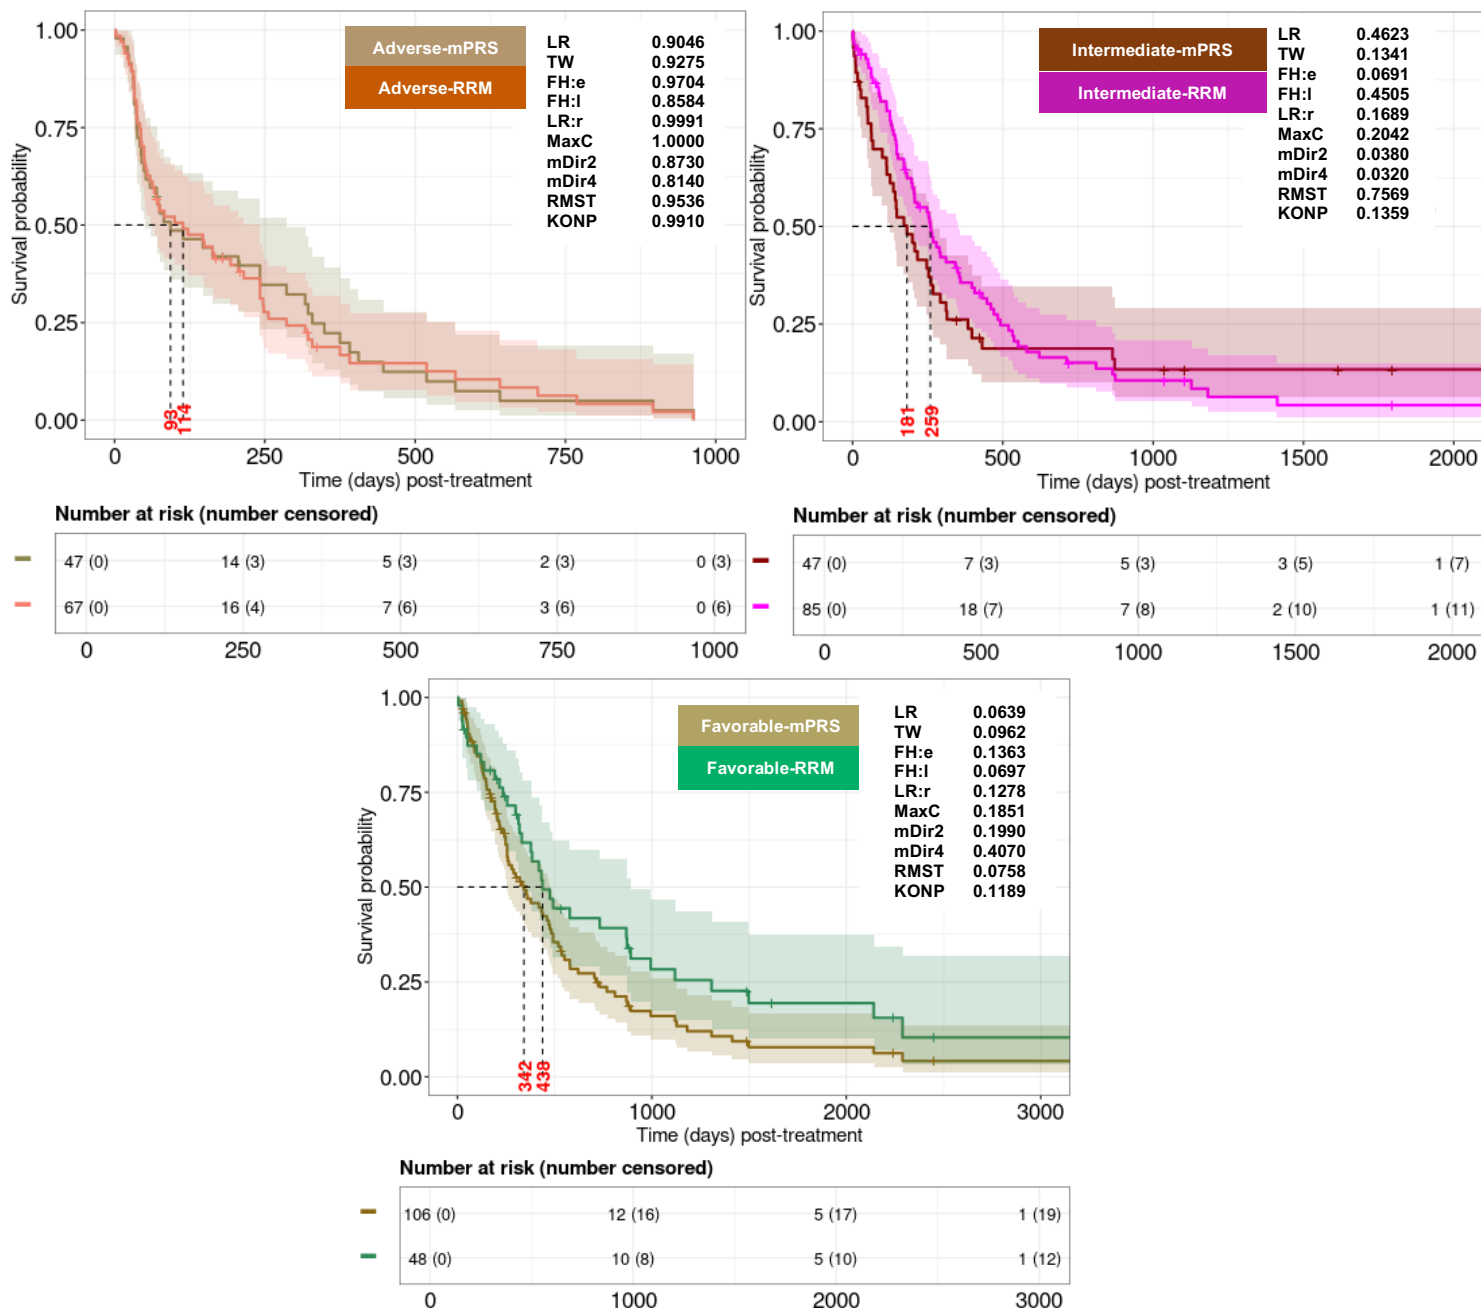 Adverse-mPRS
Adverse-RRM
LR 0.9046
TW 0.9275
FH:e 0.9704
FH:l 0.8584
LR:r 0.9991
MaxC 1.0000
mDir2 0.8730
mDir4 0.8140
RMST 0.9536
KONP 0.9910
Survival probability
1.00
0.75
0.50
0.25
0.00
93
114
0 250 500 750 1000
Time (days) post-treatment
Number at risk (number censored)
47 (0) 14 (3) 5 (3) 2 (3) 0 (3)
67 (0) 16 (4) 7 (6) 3 (6) 0 (6)
0 250 500 750 1000
Intermediate-mPRS
Intermediate-RRM
LR 0.4623
TW 0.1341
FH:e 0.0691
FH:l 0.4505
LR:r 0.1689
MaxC 0.2042
mDir2 0.0380
mDir4 0.0320
RMST 0.7569
KONP 0.1359
Survival probability
1.00
0.75
0.50
0.25
0.00
181
259
0 500 1000 1500 2000
Time (days) post-treatment
Number at risk (number censored)
47 (0) 7 (3) 5 (3) 3 (5) 1 (7)
85 (0) 18 (7) 7 (8) 2 (10) 1 (11)
0 500 1000 1500 2000
Favorable-mPRS
Favorable-RRM
LR 0.0639
TW 0.0962
FH:e 0.1363
FH:l 0.0697
LR:r 0.1278
MaxC 0.1851
mDir2 0.1990
mDir4 0.4070
RMST 0.0758
KONP 0.1189
Survival probability
1.00
0.75
0.50
0.25
0.00
342
438
0 1000 2000 3000
Time (days) post-treatment
Number at risk (number censored)
106 (0) 12 (16) 5 (17) 1 (19)
48 (0) 10 (8) 5 (10) 1 (12)
0 1000 2000 3000